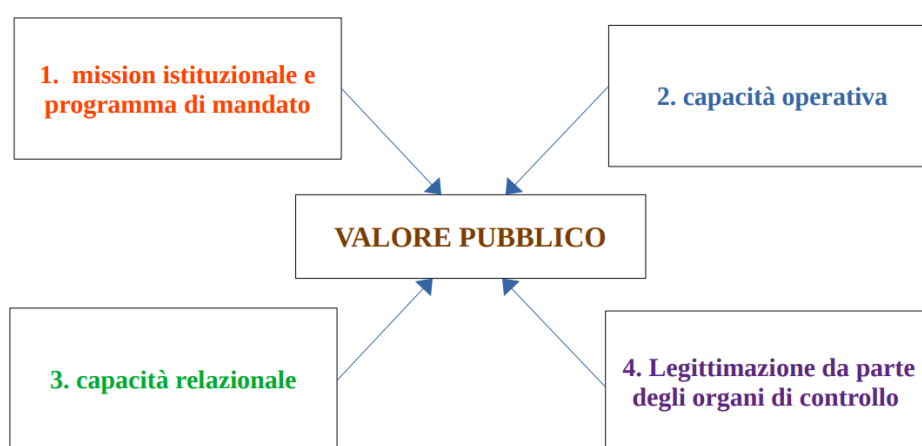 1. mission istituzionale e
programma di mandato
2. capacità operativa
VALORE PUBBLICO
3. capacità relazionale
4. Legittimazione da parte
degli organi di controllo